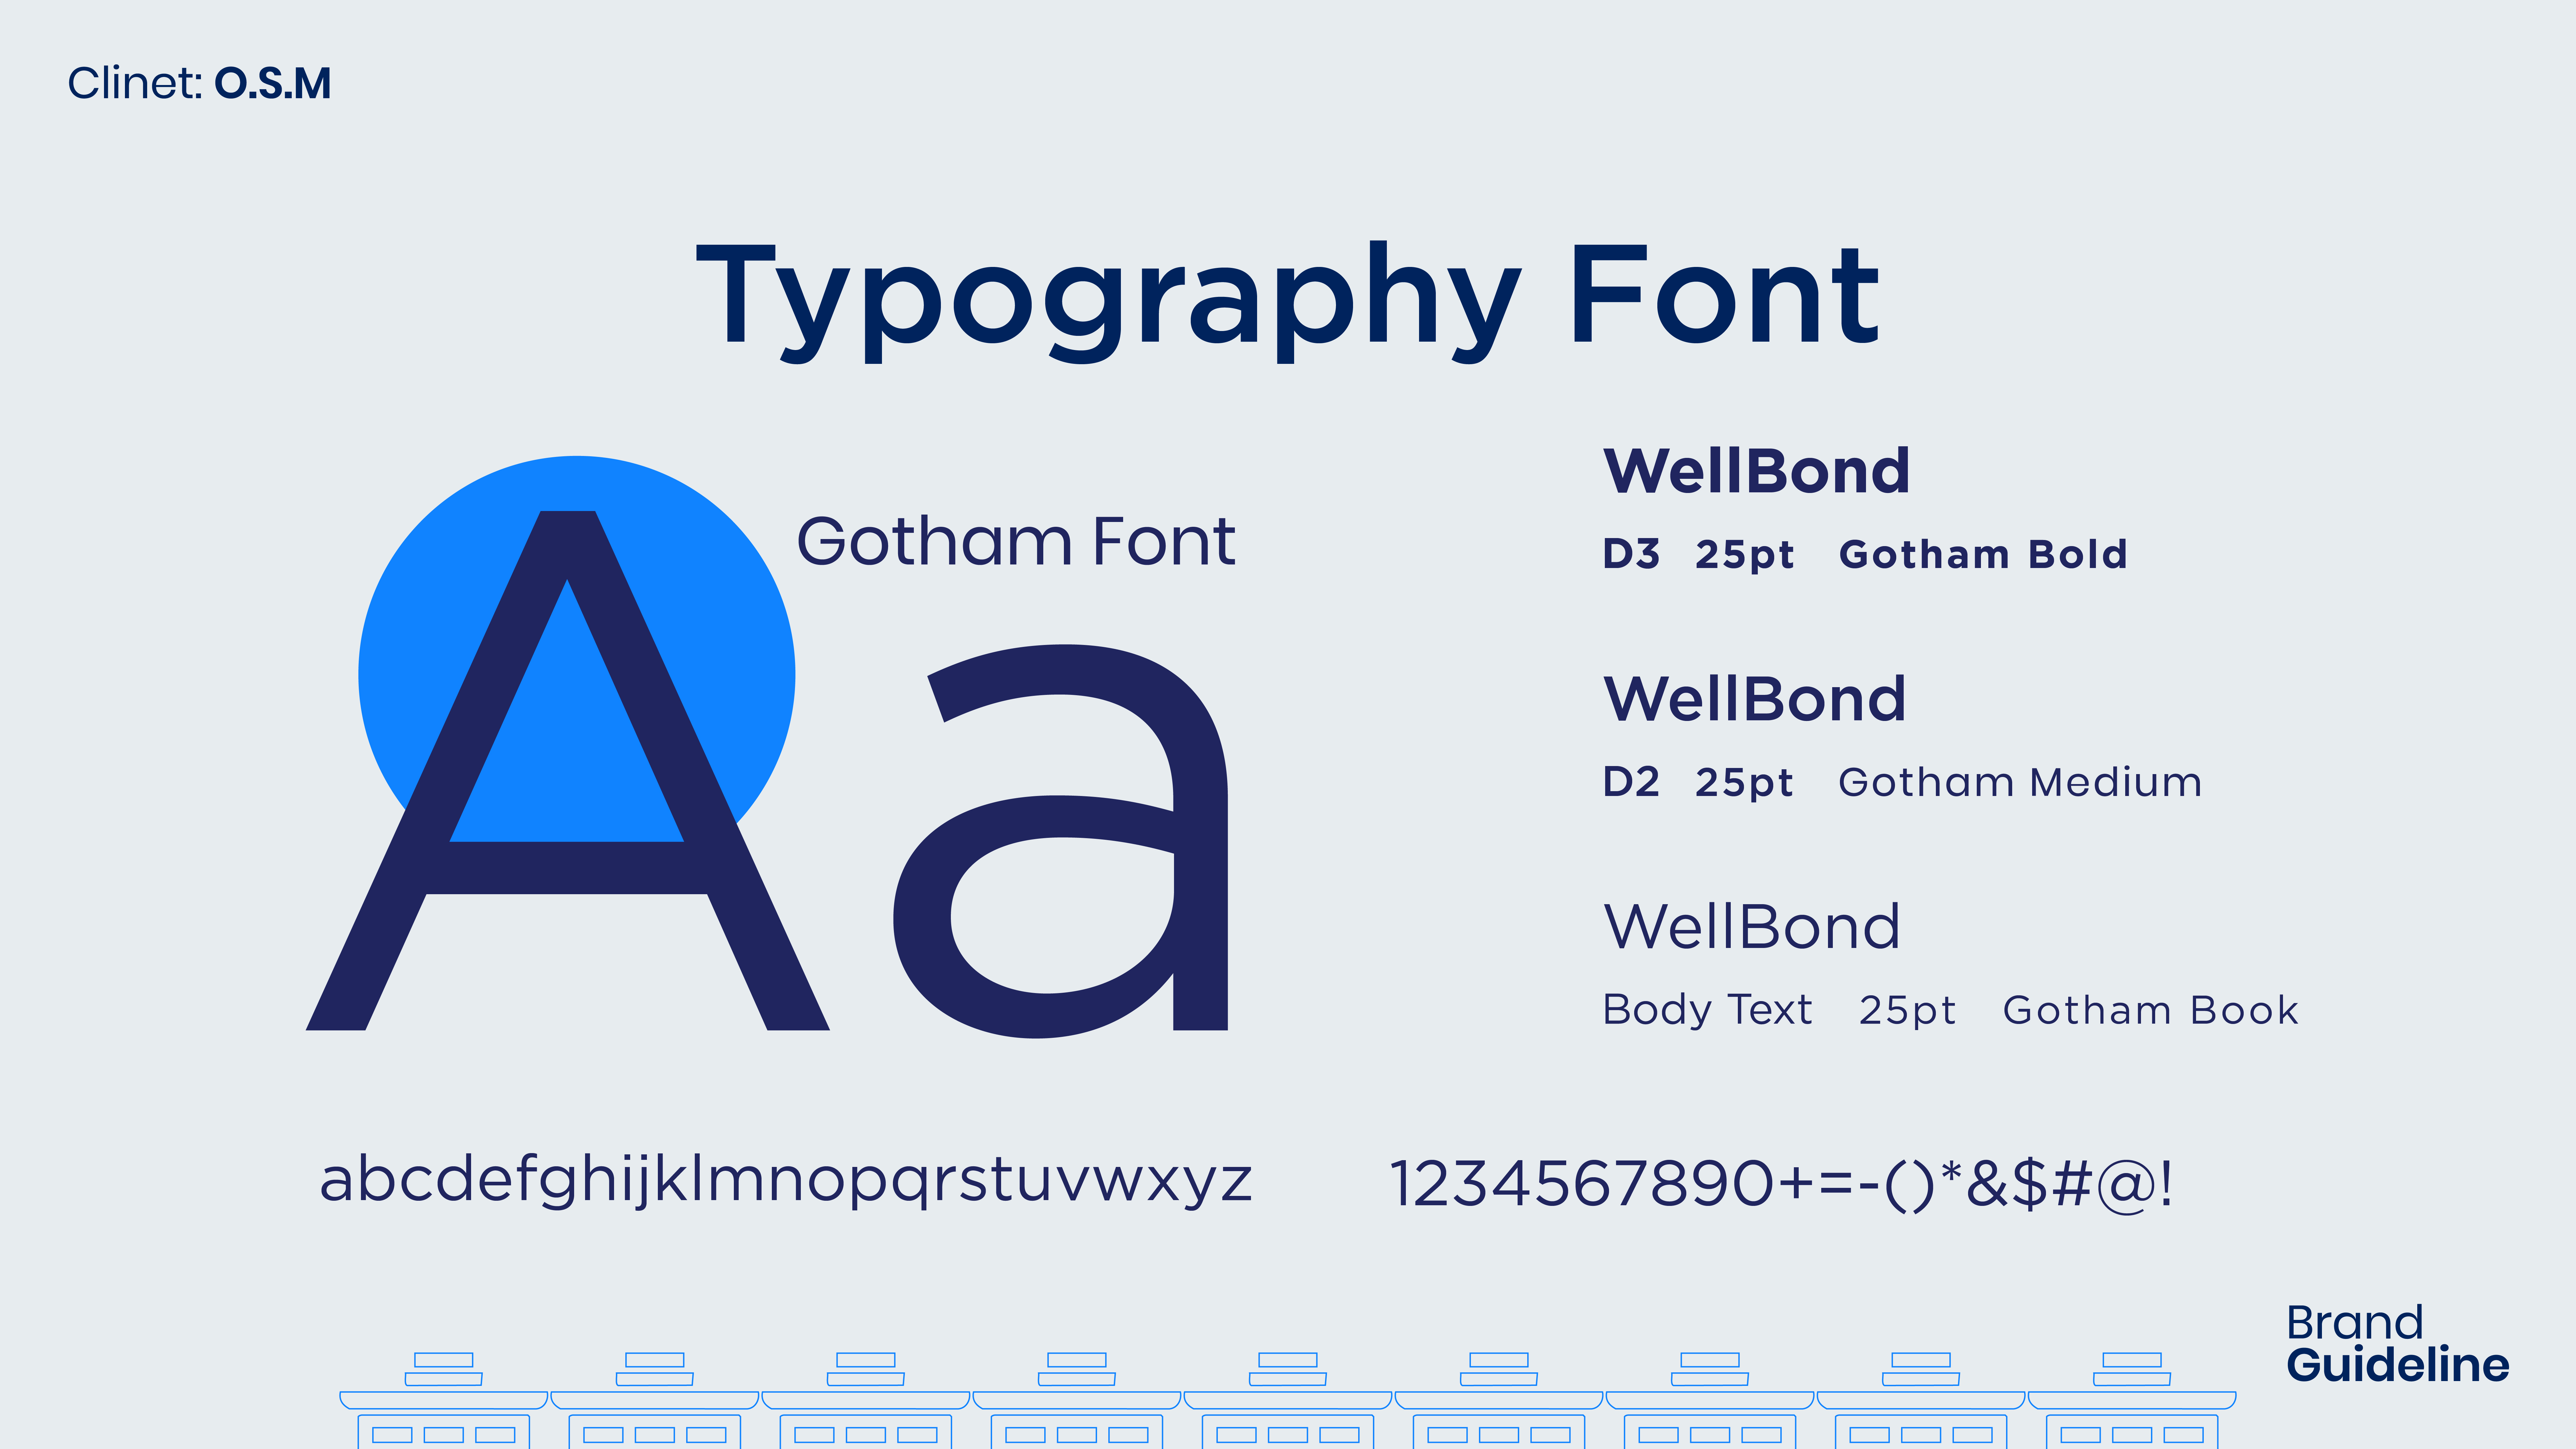 Clinet: O.S.M
Typography Font
Gotham Font
Aa
WellBond
D3 25pt Gotham Bold
WellBond
D2 25pt Gotham Medium
WellBond
Body Text 25pt Gotham Book
abcdefghijklmnopqrstuvwxyz
1234567890+=-()*&$#@!
Brand
Guideline